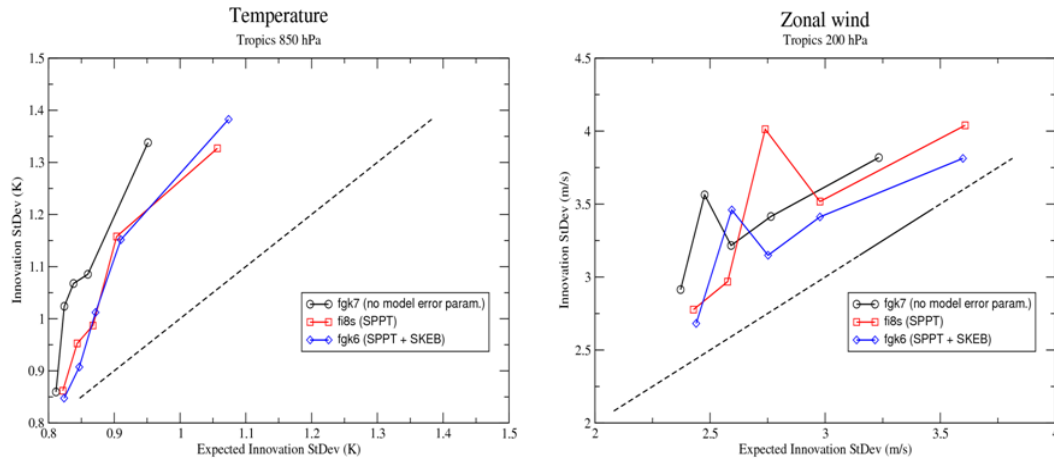 Temperature
Tropics 850 hPa
Innovation StDev (K)
1.5
1.4
1.3
1.2
1.1
1
0.9
0.8
fgk7 (no model error param.)
fi8s (SPPT)
fgk6 (SPPT + SKEB)
0.8 0.9 1 1.1 1.2 1.3 1.4 1.5
Expected Innovation StDev (K)
Zonal wind
Tropics 200 hPa
Innovation StDev (m/s)
4.5
4
3.5
3
2.5
2
fgk7 (no model error param.)
fi8s (SPPT)
fgk6 (SPPT + SKEB)
2 2.5 3 3.5 4
Expected Innovation StDev (m/s)